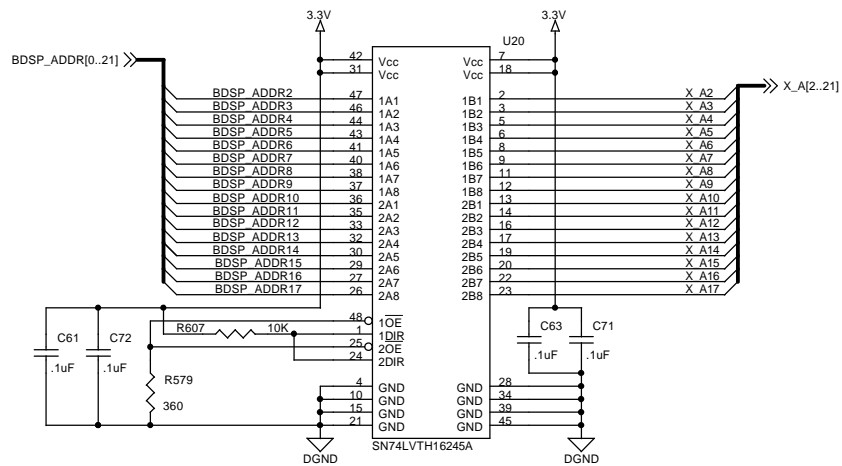 3.3V 3.3V
U20
BDSP_ADDR[0..21] 42 Vcc Vcc 7
31 Vcc Vcc 18
X_A[2..21]
BDSP_ADDR2 47 1A1 1B1 2 X_A2
BDSP_ADDR3 46 1A2 1B2 3 X_A3
BDSP_ADDR4 44 1A3 1B3 5 X_A4
BDSP_ADDR5 43 1A4 1B4 6 X_A5
BDSP_ADDR6 41 1A5 1B5 8 X_A6
BDSP_ADDR7 40 1A6 1B6 9 X_A7
BDSP_ADDR8 38 1A7 1B7 11 X_A8
BDSP_ADDR9 37 1A8 1B8 12 X_A9
BDSP_ADDR10 36 2A1 2B1 13 X_A10
BDSP_ADDR11 35 2A2 2B2 14 X_A11
BDSP_ADDR12 33 2A3 2B3 16 X_A12
BDSP_ADDR13 32 2A4 2B4 17 X_A13
BDSP_ADDR14 30 2A5 2B5 19 X_A14
BDSP_ADDR15 29 2A6 2B6 20 X_A15
BDSP_ADDR16 27 2A7 2B7 22 X_A16
BDSP_ADDR17 26 2A8 2B8 23 X_A17
48 1OE
R607 10K 1 1DIR
25 2OE
24 2DIR
C61 C72 C63 C71
.1uF .1uF .1uF .1uF
R579
360
4 GND GND 28
10 GND GND 34
15 GND GND 39
21 GND GND 45
SN74LVTH16245A
DGND DGND